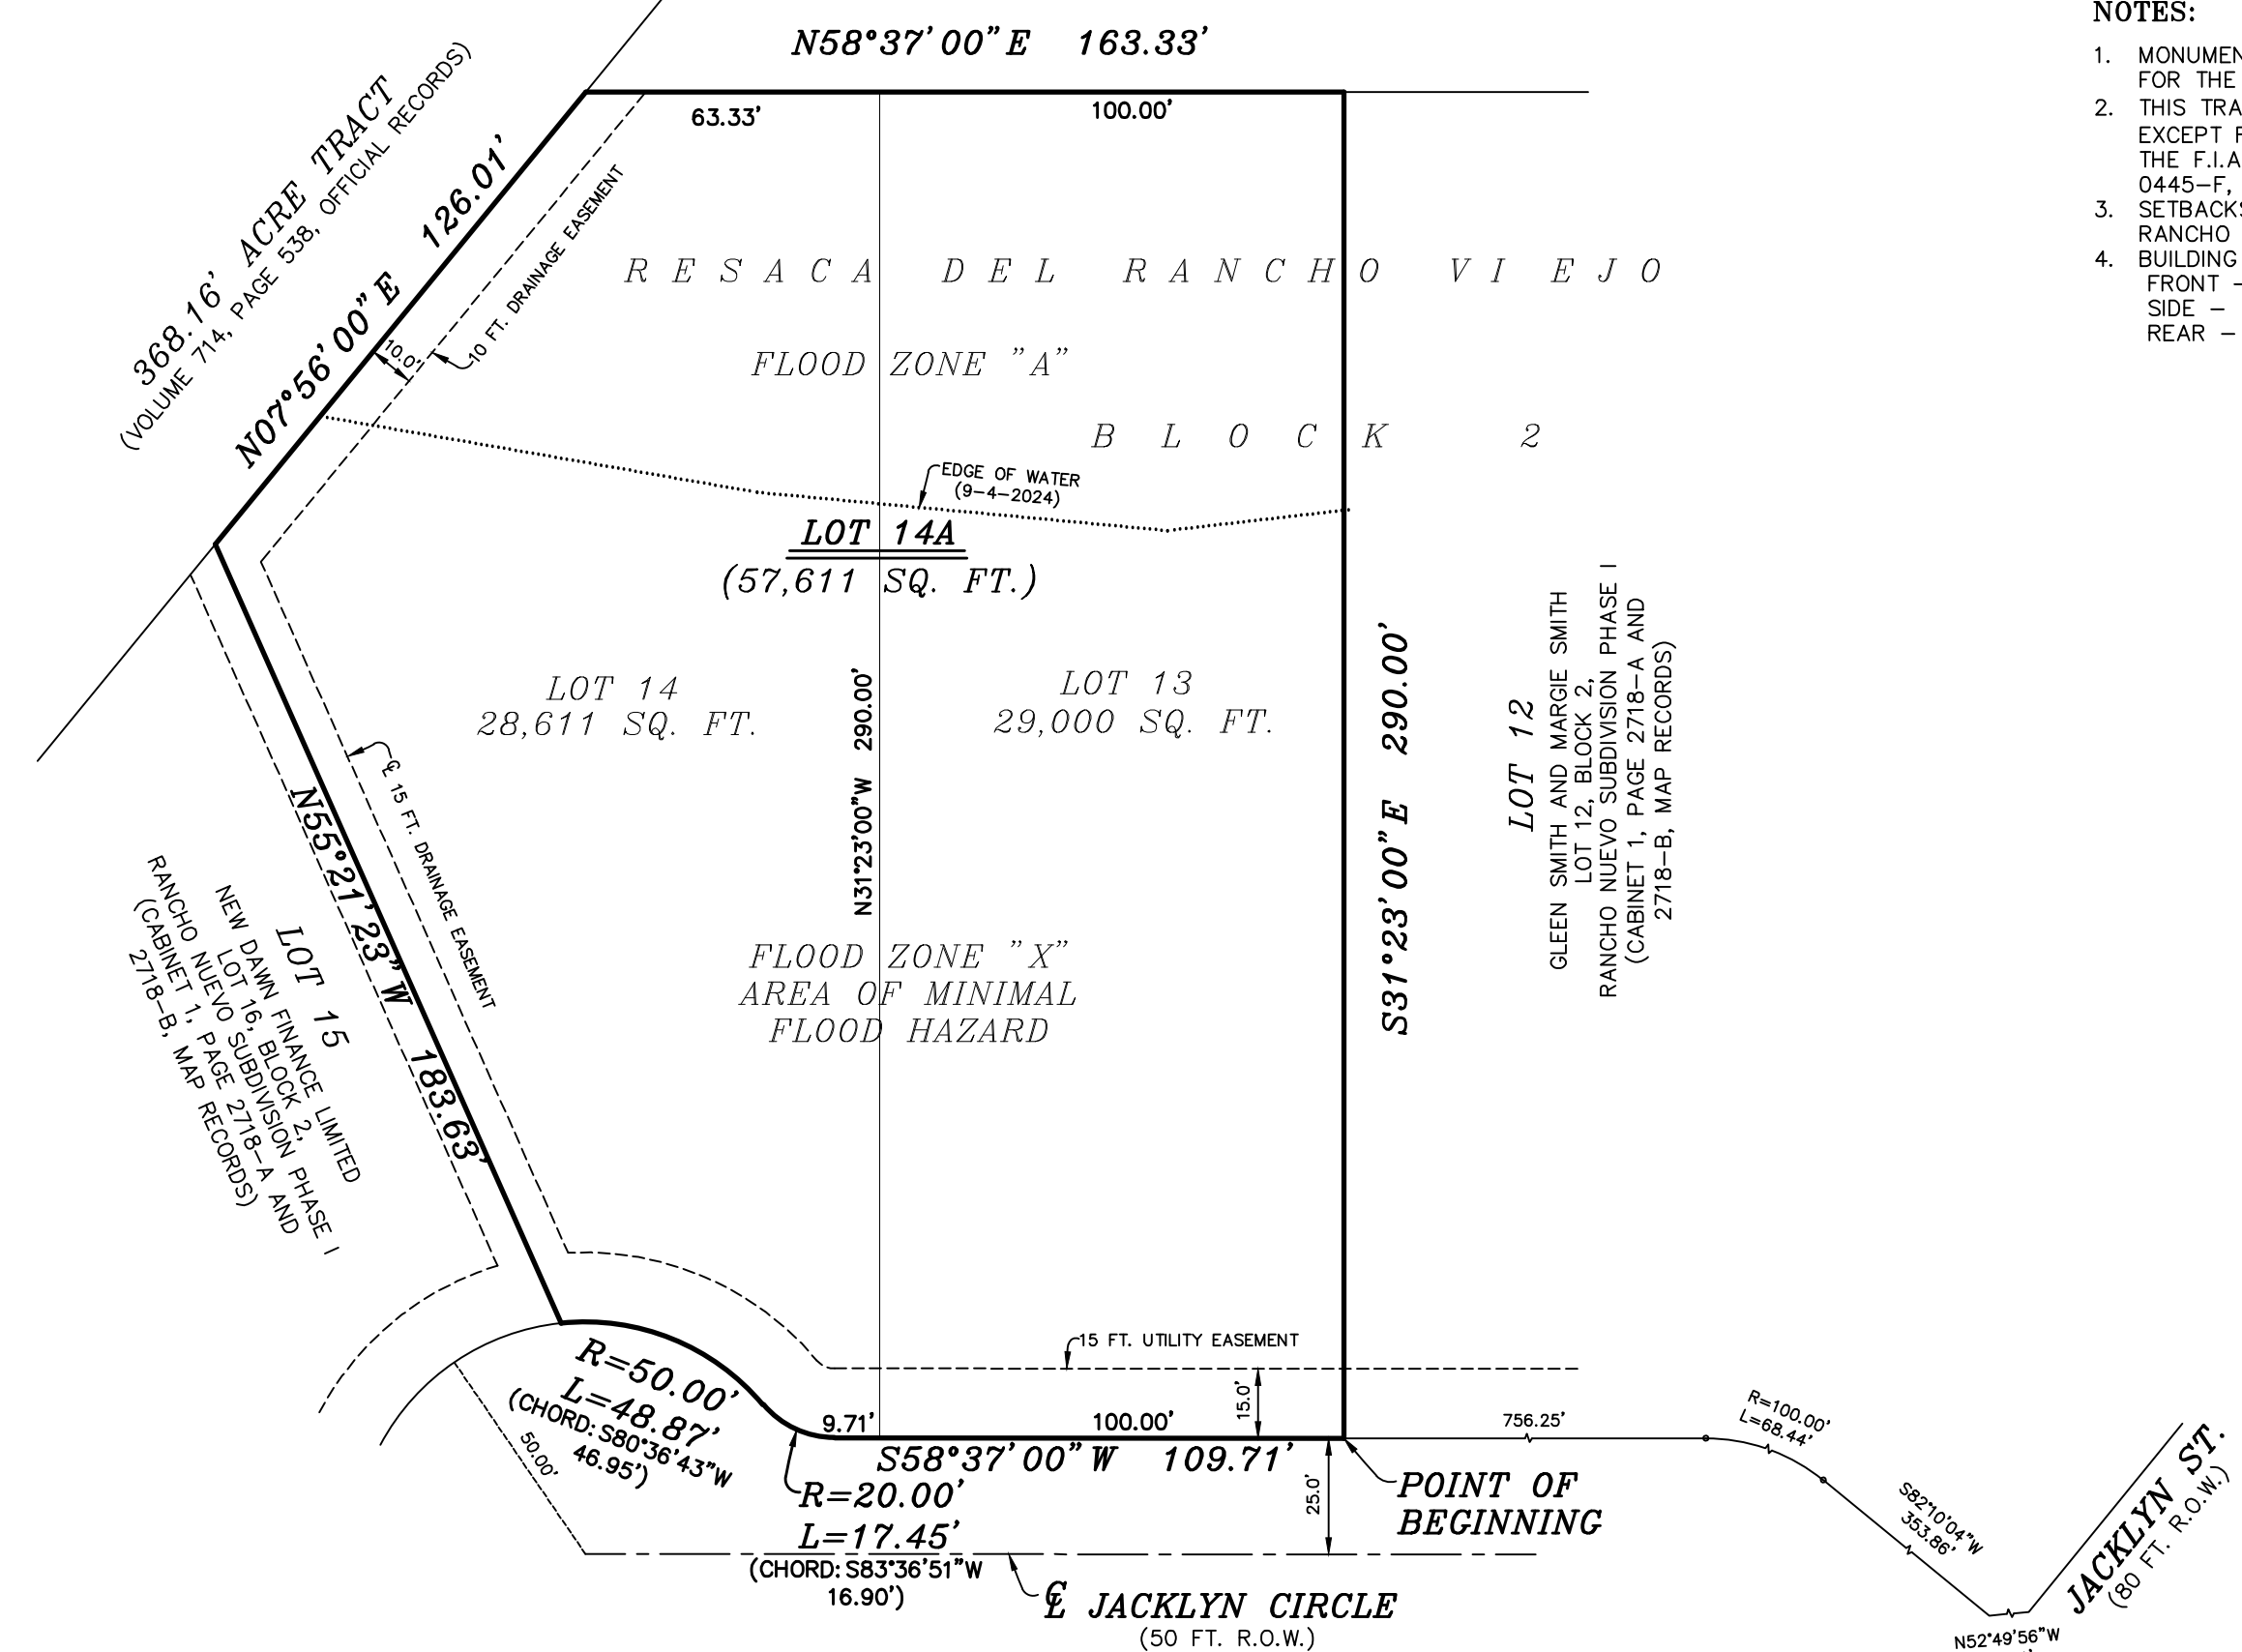 NOTES:
1. MONUMEN
FOR THE
2. THIS TRA
EXCEPT F
THE F.I.A
0445-F,
3. SETBACKS
RANCHO
4. BUILDING
FRONT -
SIDE -
REAR -
N58°37'00"E 163.33'
63.33'
100.00'
368.16' ACRE TRACT
(VOLUME 714, PAGE 538, OFFICIAL RECORDS)
N07°56'00"E 126.01'
10.0'
10 FT. DRAINAGE EASEMENT
RESACA DEL RANCHO VIEJO
FLOOD ZONE "A"
BLOCK 2
EDGE OF WATER
(9-4-2024)
LOT 14A
(57,611 SQ. FT.)
LOT 14
28,611 SQ. FT.
LOT 13
29,000 SQ. FT.
N31°23'00"W 290.00'
S31°23'00"E 290.00'
LOT 12
GLEEN SMITH AND MARGIE SMITH
LOT 12, BLOCK 2,
RANCHO NUEVO SUBDIVISION PHASE I
(CABINET 1, PAGE 2718-A AND
2718-B, MAP RECORDS)
℄ 15 FT. DRAINAGE EASEMENT
N55°21'23"W 183.63'
LOT 15
NEW DAWN FINANCE LIMITED
LOT 16, BLOCK 2,
RANCHO NUEVO SUBDIVISION PHASE I
(CABINET 1, PAGE 2718-A AND
2718-B, MAP RECORDS)
FLOOD ZONE "X"
AREA OF MINIMAL
FLOOD HAZARD
15 FT. UTILITY EASEMENT
15.0'
R=50.00'
L=48.87'
(CHORD: S80°36'43"W
46.95')
50.00'
9.71'
100.00'
S58°37'00"W 109.71'
R=20.00'
L=17.45'
(CHORD: S83°36'51"W
16.90')
25.0'
POINT OF
BEGINNING
756.25'
R=100.00'
L=68.44'
S82°10'04"W
353.86'
JACKLYN ST.
(80 FT. R.O.W.)
N52°49'56"W
℄ JACKLYN CIRCLE
(50 FT. R.O.W.)